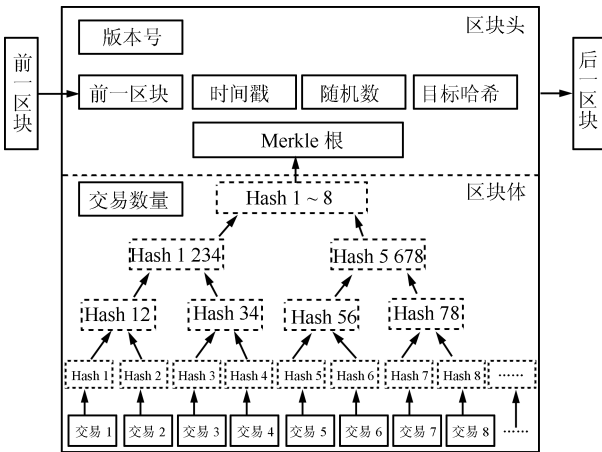 区块头
版本号
前一区块
前一区块
时间戳
随机数
目标哈希
后一区块
Merkle 根
区块体
交易数量
Hash 1 ~ 8
Hash 1 234
Hash 5 678
Hash 12
Hash 34
Hash 56
Hash 78
Hash 1
Hash 2
Hash 3
Hash 4
Hash 5
Hash 6
Hash 7
Hash 8
······
交易 1
交易 2
交易 3
交易 4
交易 5
交易 6
交易 7
交易 8
······